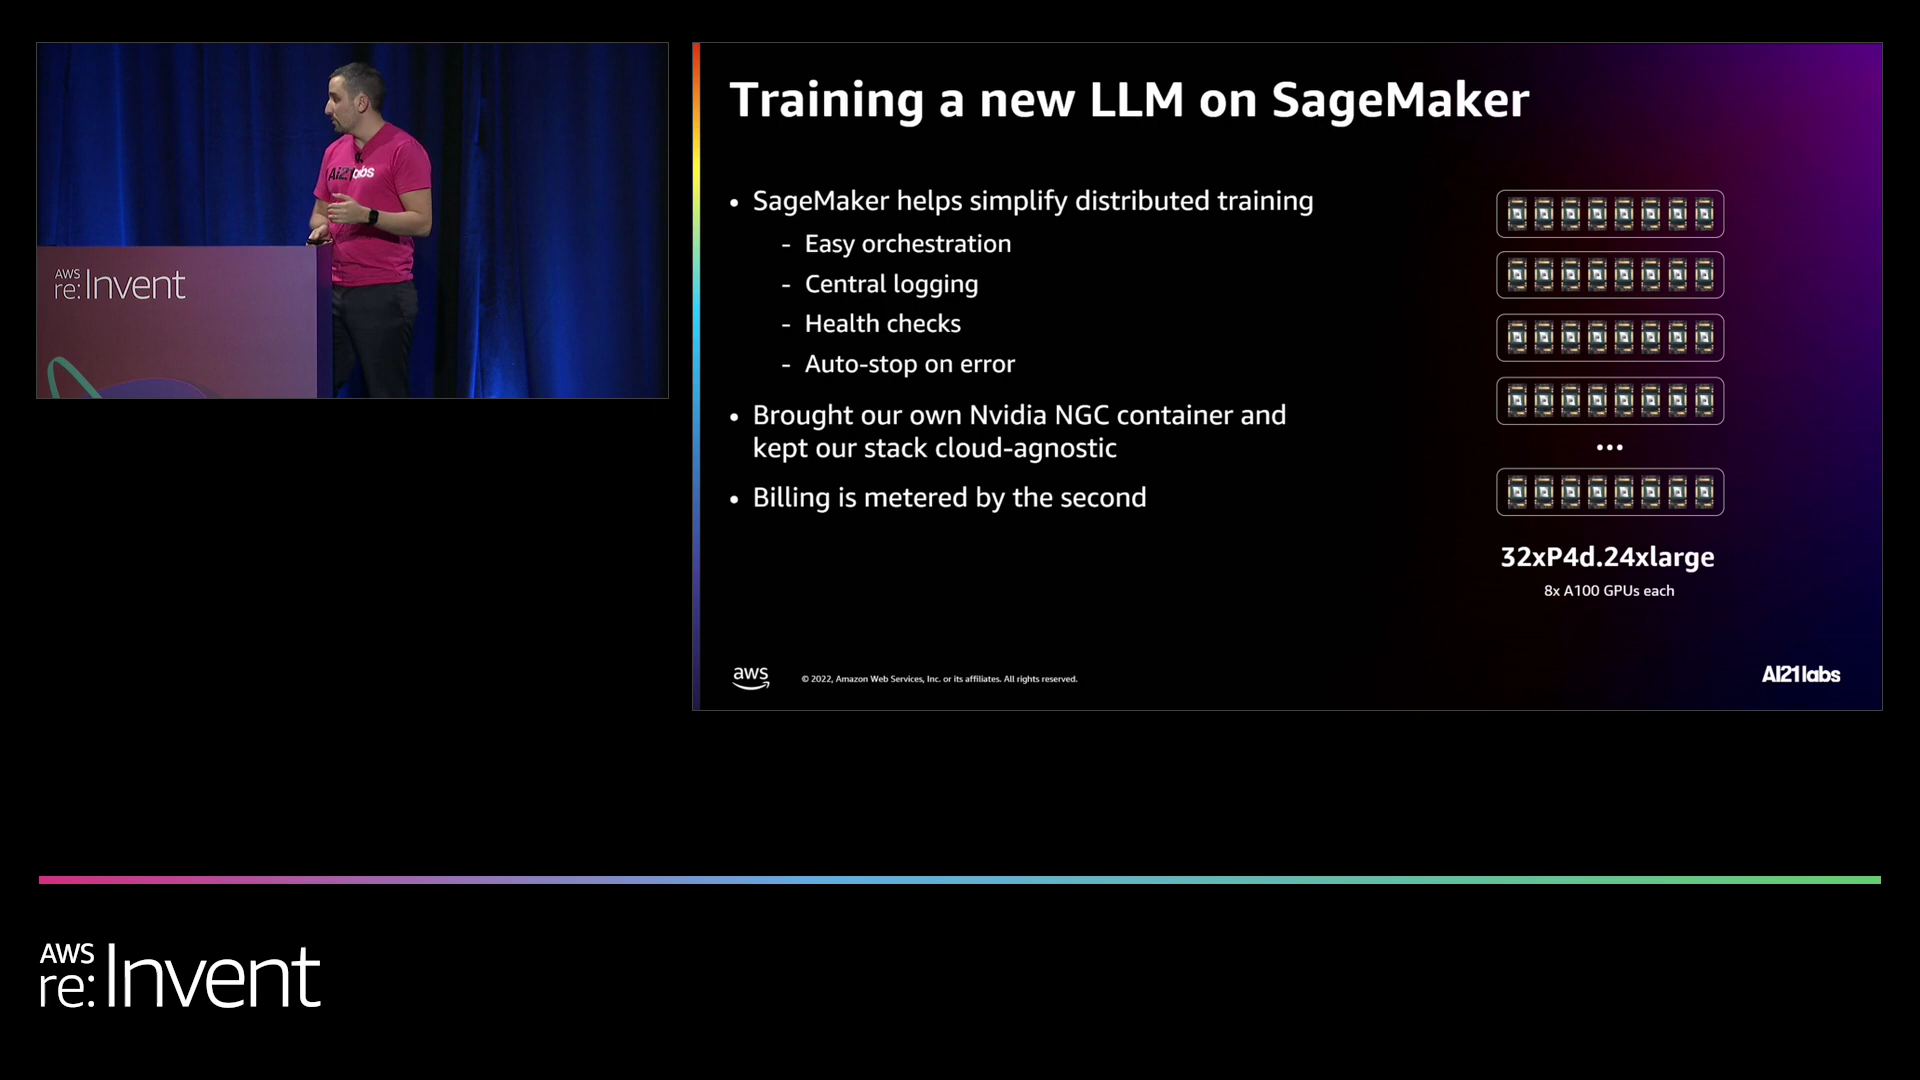 Ai21labs
AWS
re:Invent
Training a new LLM on SageMaker
• SageMaker helps simplify distributed training
- Easy orchestration
- Central logging
- Health checks
- Auto-stop on error
• Brought our own Nvidia NGC container and
kept our stack cloud-agnostic
• Billing is metered by the second
...
32xP4d.24xlarge
8x A100 GPUs each
aws
© 2022, Amazon Web Services, Inc. or its affiliates. All rights reserved.
AI21labs
AWS
re:Invent